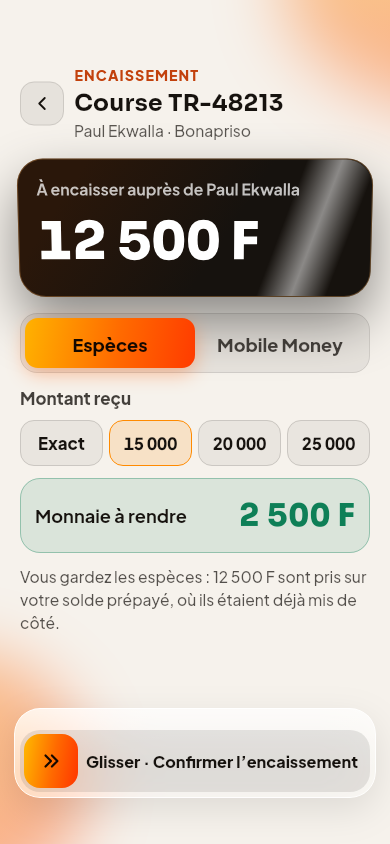 ENCAISSEMENT
Course TR-48213
Paul Ekwalla · Bonapriso
À encaisser auprès de Paul Ekwalla
12 500 F
Espèces
Mobile Money
Montant reçu
Exact
15 000
20 000
25 000
Monnaie à rendre
2 500 F
Vous gardez les espèces : 12 500 F sont pris sur
votre solde prépayé, où ils étaient déjà mis de
côté.
Glisser · Confirmer l’encaissement